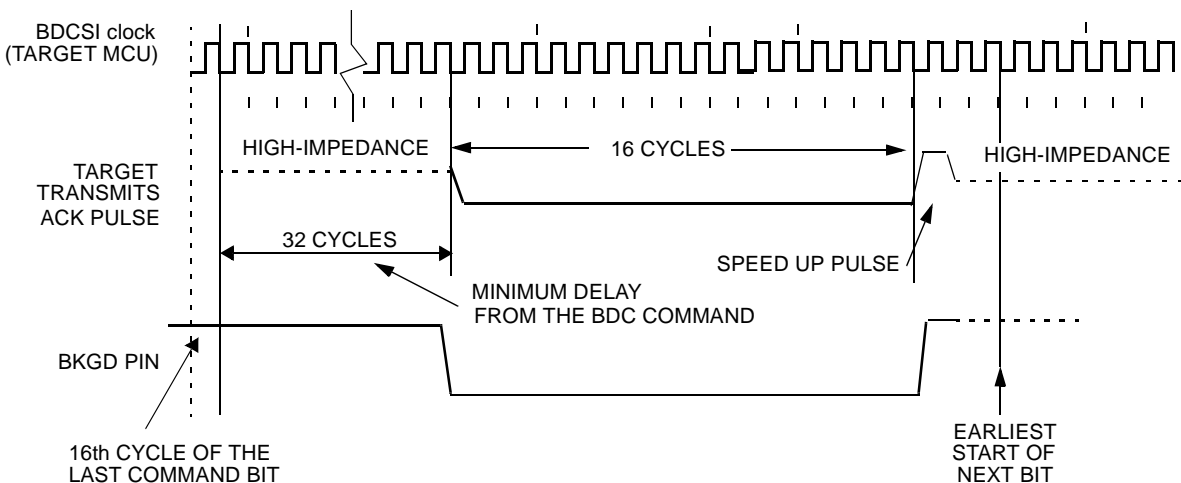 BDCSI clock
(TARGET MCU)
HIGH-IMPEDANCE
16 CYCLES
HIGH-IMPEDANCE
TARGET
TRANSMITS
ACK PULSE
32 CYCLES
SPEED UP PULSE
MINIMUM DELAY
FROM THE BDC COMMAND
BKGD PIN
16th CYCLE OF THE
LAST COMMAND BIT
EARLIEST
START OF
NEXT BIT